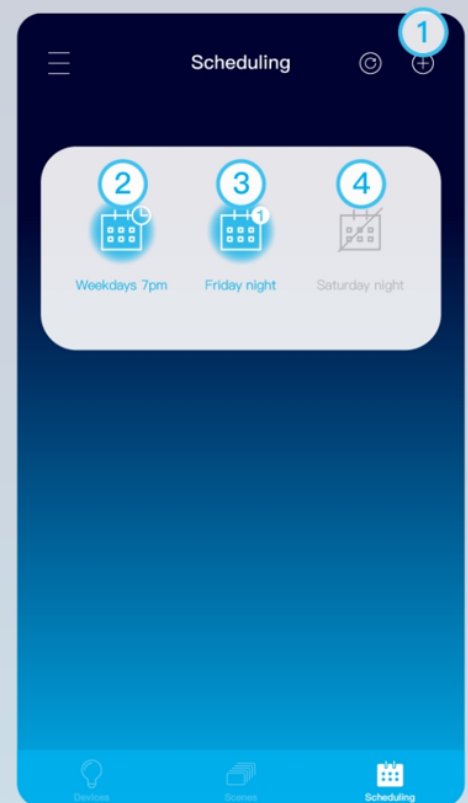 1
Scheduling
2 3 4
1
Weekdays 7pm Friday night Saturday night
Devices Scenes Scheduling